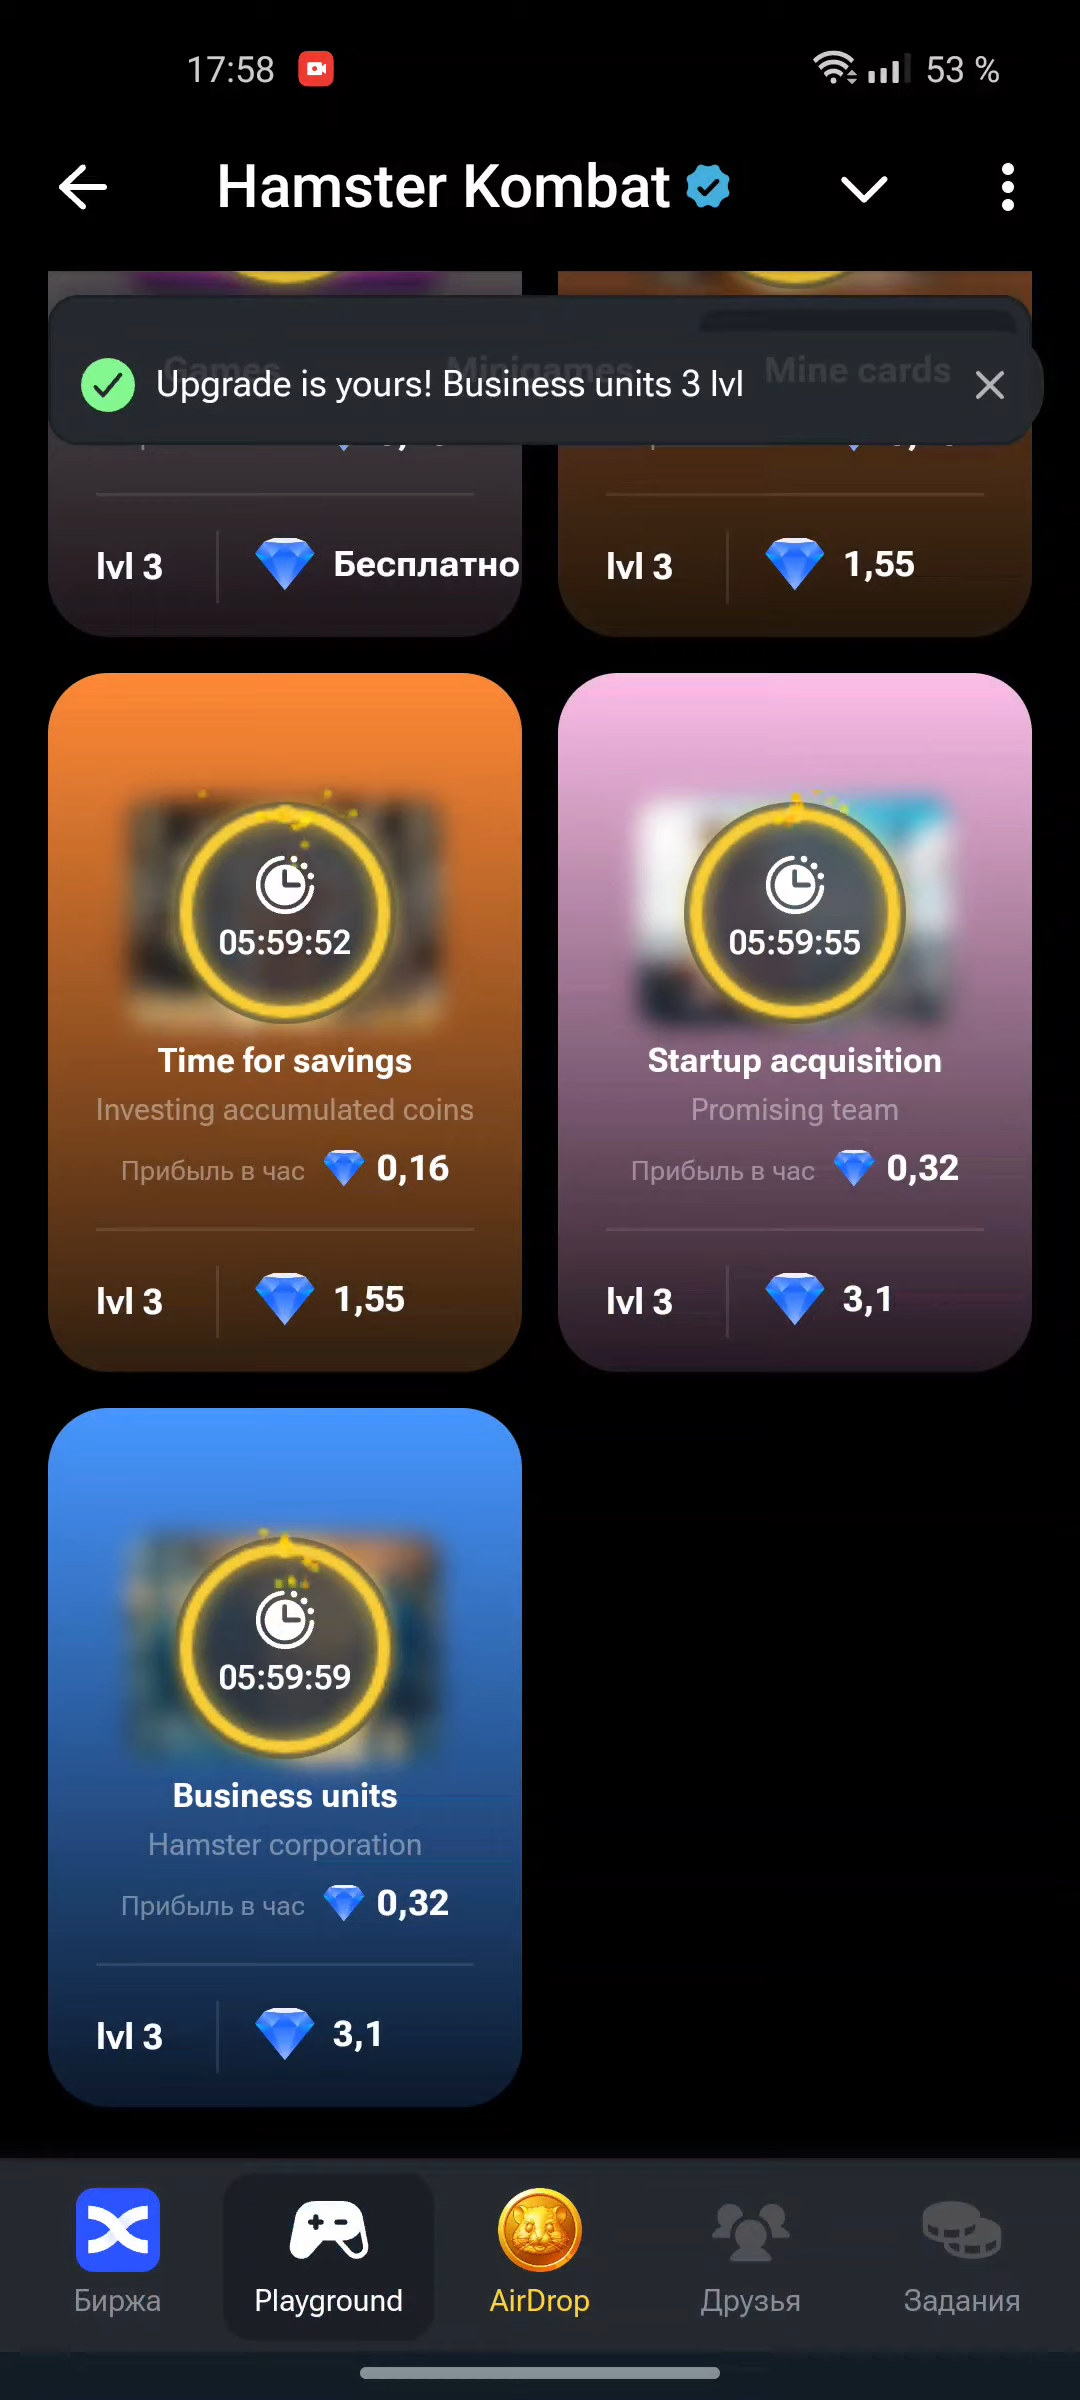 17:58
53 %
Hamster Kombat
Games Minigames Mine cards
Upgrade is yours! Business units 3 lvl
lvl 3 Бесплатно
lvl 3 1,55
05:59:52
Time for savings
Investing accumulated coins
Прибыль в час 0,16
lvl 3 1,55
05:59:55
Startup acquisition
Promising team
Прибыль в час 0,32
lvl 3 3,1
05:59:59
Business units
Hamster corporation
Прибыль в час 0,32
lvl 3 3,1
Биржа
Playground
AirDrop
Друзья
Задания